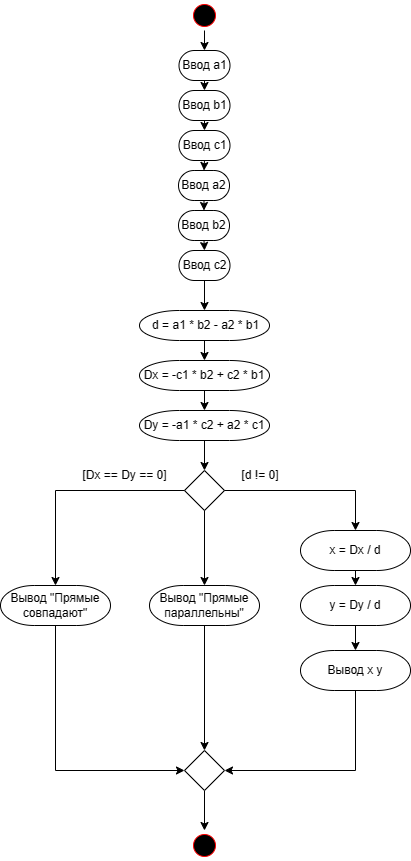 Ввод a1
Ввод b1
Ввод c1
Ввод a2
Ввод b2
Ввод c2
d = a1 * b2 - a2 * b1
Dx = -c1 * b2 + c2 * b1
Dy = -a1 * c2 + a2 * c1
[Dx == Dy == 0]
[d != 0]
x = Dx / d
Вывод "Прямые
совпадают"
Вывод "Прямые
параллельны"
y = Dy / d
Вывод x y